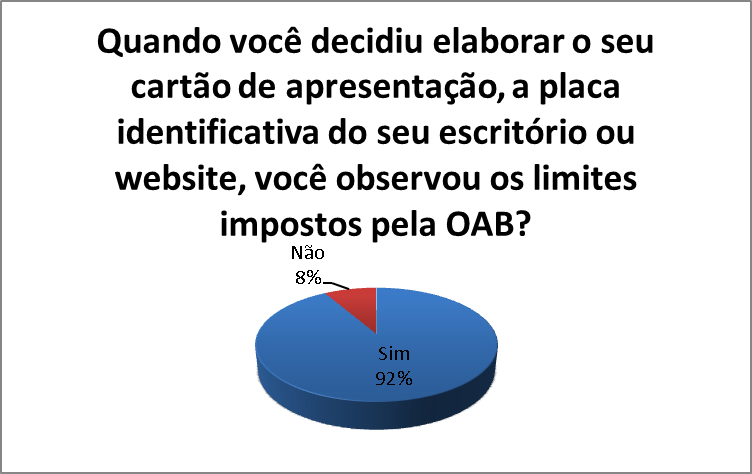 Quando você decidiu elaborar o seu
cartão de apresentação, a placa
identificativa do seu escritório ou
website, você observou os limites
impostos pela OAB?
Não
8%
Sim
92%